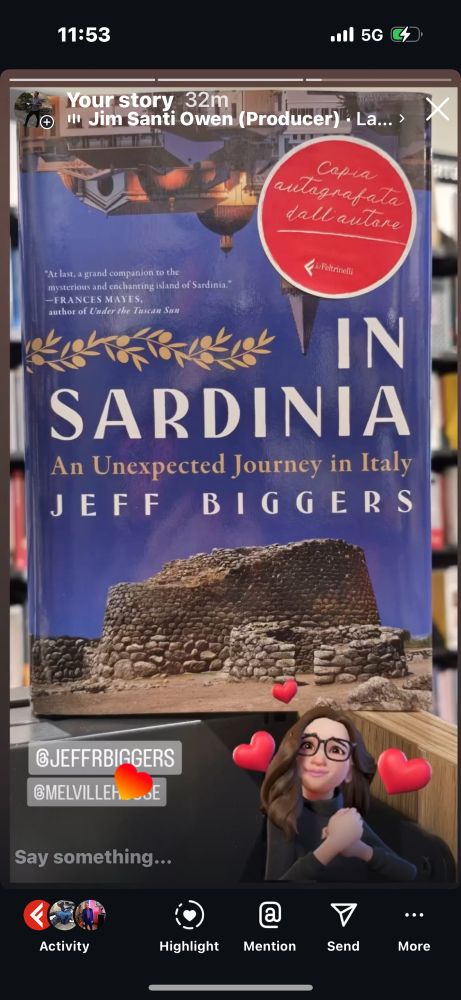 11:53
5G
Your story 32m
Jim Santi Owen (Producer) · La... ›
Copia
autografata
dall'autore
laFeltrinelli
"At last, a grand companion to the
mysterious and enchanting island of Sardinia."
—FRANCES MAYES,
author of Under the Tuscan Sun
IN
SARDINIA
An Unexpected Journey in Italy
JEFF BIGGERS
@JEFFRBIGGERS
Say something...
Activity
Highlight
Mention
Send
More